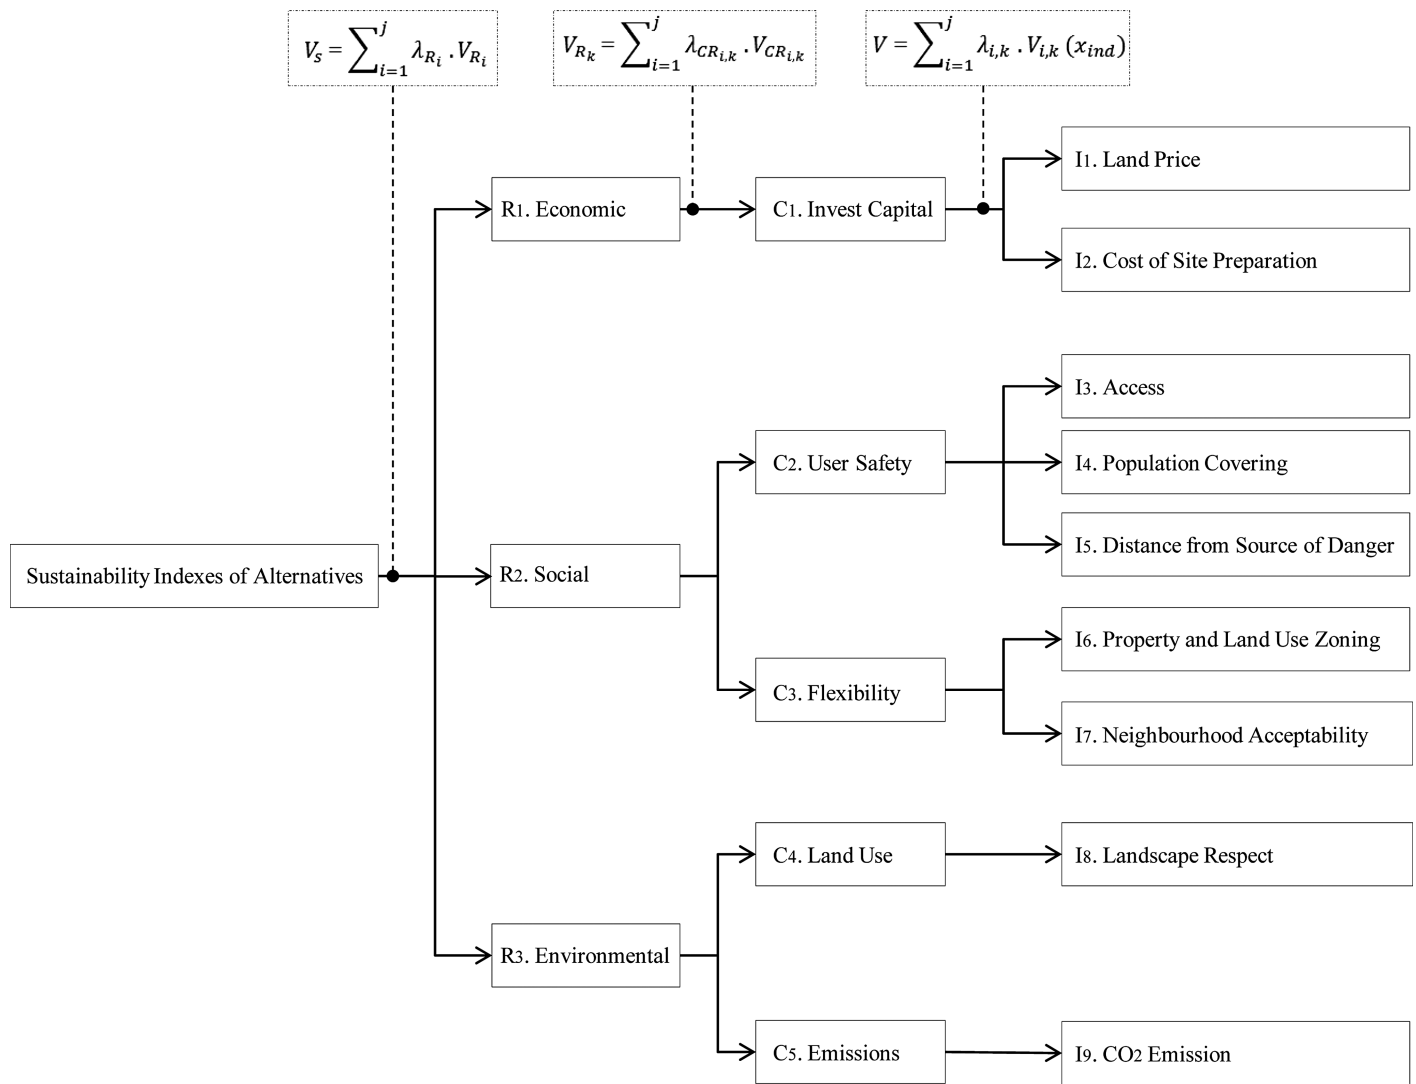 V_s = ∑_{i=1}^{j} λ_{R_i} . V_{R_i}
V_{R_k} = ∑_{i=1}^{j} λ_{CR_{i,k}} . V_{CR_{i,k}}
V = ∑_{i=1}^{j} λ_{i,k} . V_{i,k} (x_{ind})
Sustainability Indexes of Alternatives
R1. Economic
C1. Invest Capital
I1. Land Price
I2. Cost of Site Preparation
R2. Social
C2. User Safety
I3. Access
I4. Population Covering
I5. Distance from Source of Danger
C3. Flexibility
I6. Property and Land Use Zoning
I7. Neighbourhood Acceptability
R3. Environmental
C4. Land Use
I8. Landscape Respect
C5. Emissions
I9. CO2 Emission